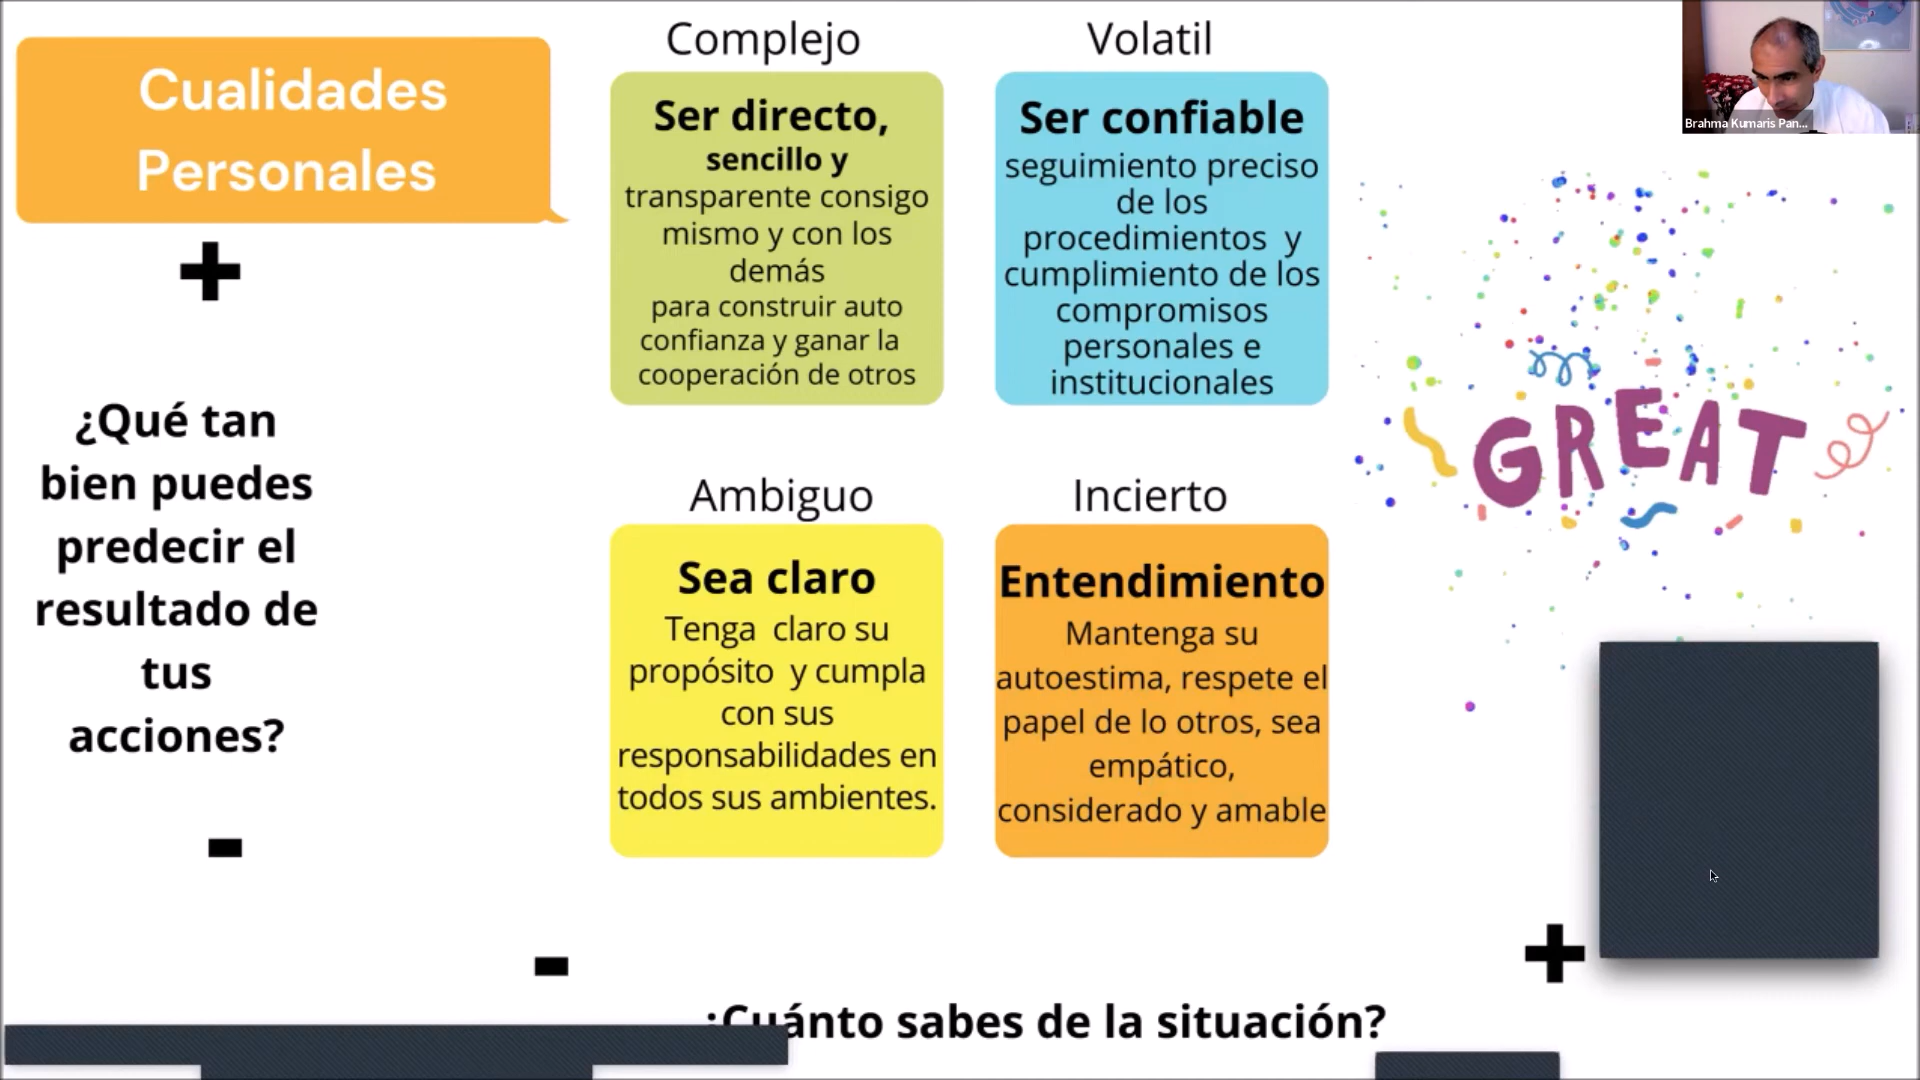 Cualidades
Personales
¿Qué tan
bien puedes
predecir el
resultado de
tus
acciones?
Complejo
Ser directo,
sencillo y
transparente consigo
mismo y con los
demás
para construir auto
confianza y ganar la
cooperación de otros
Volatil
Ser confiable
seguimiento preciso
de los
procedimientos y
cumplimiento de los
compromisos
personales e
institucionales
Ambiguo
Sea claro
Tenga claro su
propósito y cumpla
con sus
responsabilidades en
todos sus ambientes.
Incierto
Entendimiento
Mantenga su
autoestima, respete el
papel de lo otros, sea
empático,
considerado y amable
GREAT
Brahma Kumaris Pan...
¿Cuánto sabes de la situación?